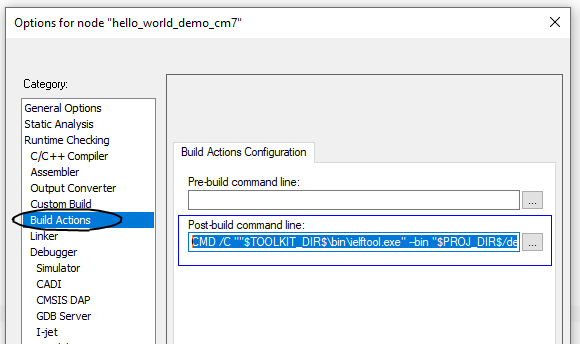 Options for node "hello_world_demo_cm7"
Category:
General Options
Static Analysis
Runtime Checking
C/C++ Compiler
Assembler
Output Converter
Custom Build
Build Actions
Linker
Debugger
Simulator
CADI
CMSIS DAP
GDB Server
I-jet
Build Actions Configuration
Pre-build command line:
...
Post-build command line:
CMD /C ""$TOOLKIT_DIR$\bin\ielftool.exe" --bin "$PROJ_DIR$/de
...